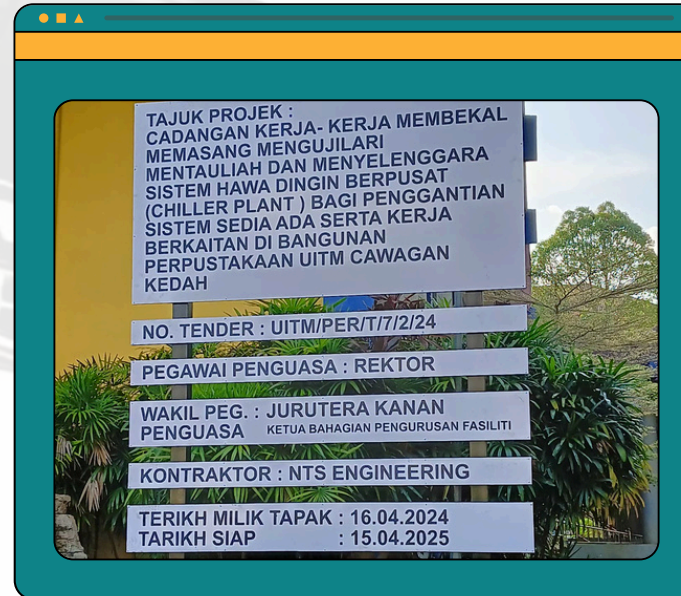 TAJUK PROJEK :
CADANGAN KERJA- KERJA MEMBEKAL
MEMASANG MENGUJILARI
MENTAULIAH DAN MENYELENGGARA
SISTEM HAWA DINGIN BERPUSAT
(CHILLER PLANT ) BAGI PENGGANTIAN
SISTEM SEDIA ADA SERTA KERJA
BERKAITAN DI BANGUNAN
PERPUSTAKAAN UITM CAWAGAN
KEDAH
NO. TENDER : UITM/PER/T/7/2/24
PEGAWAI PENGUASA : REKTOR
WAKIL PEG. : JURUTERA KANAN
PENGUASA KETUA BAHAGIAN PENGURUSAN FASILITI
KONTRAKTOR : NTS ENGINEERING
TERIKH MILIK TAPAK : 16.04.2024
TARIKH SIAP : 15.04.2025